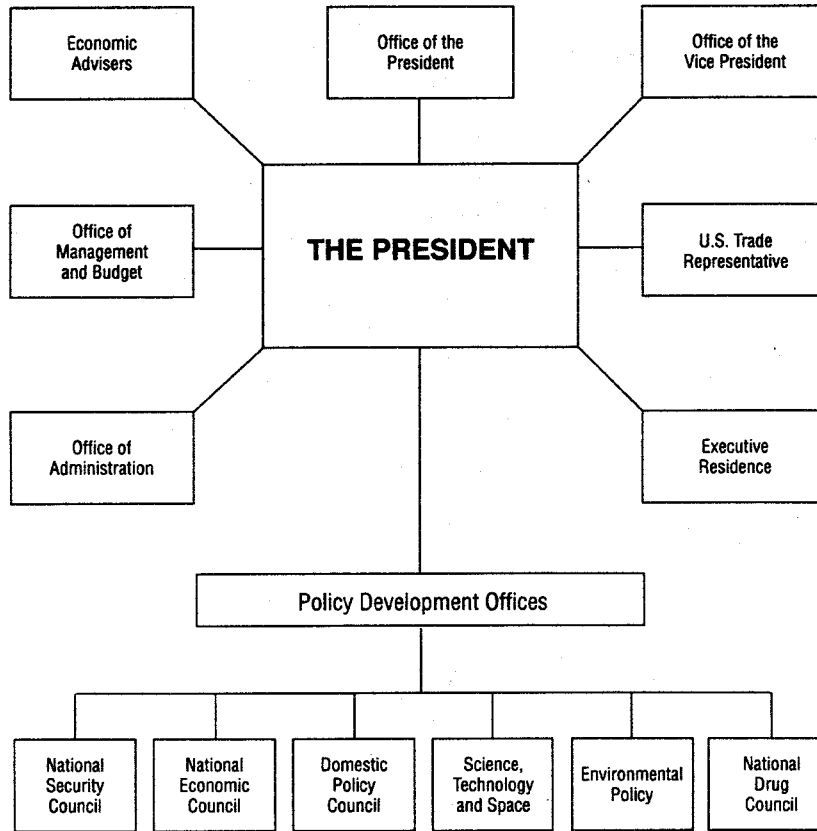 Economic
Advisers
Office of the
President
Office of the
Vice President
Office of
Management
and Budget
THE PRESIDENT
U.S. Trade
Representative
Office of
Administration
Executive
Residence
Policy Development Offices
National
Security
Council
National
Economic
Council
Domestic
Policy
Council
Science,
Technology
and Space
Environmental
Policy
National
Drug
Council